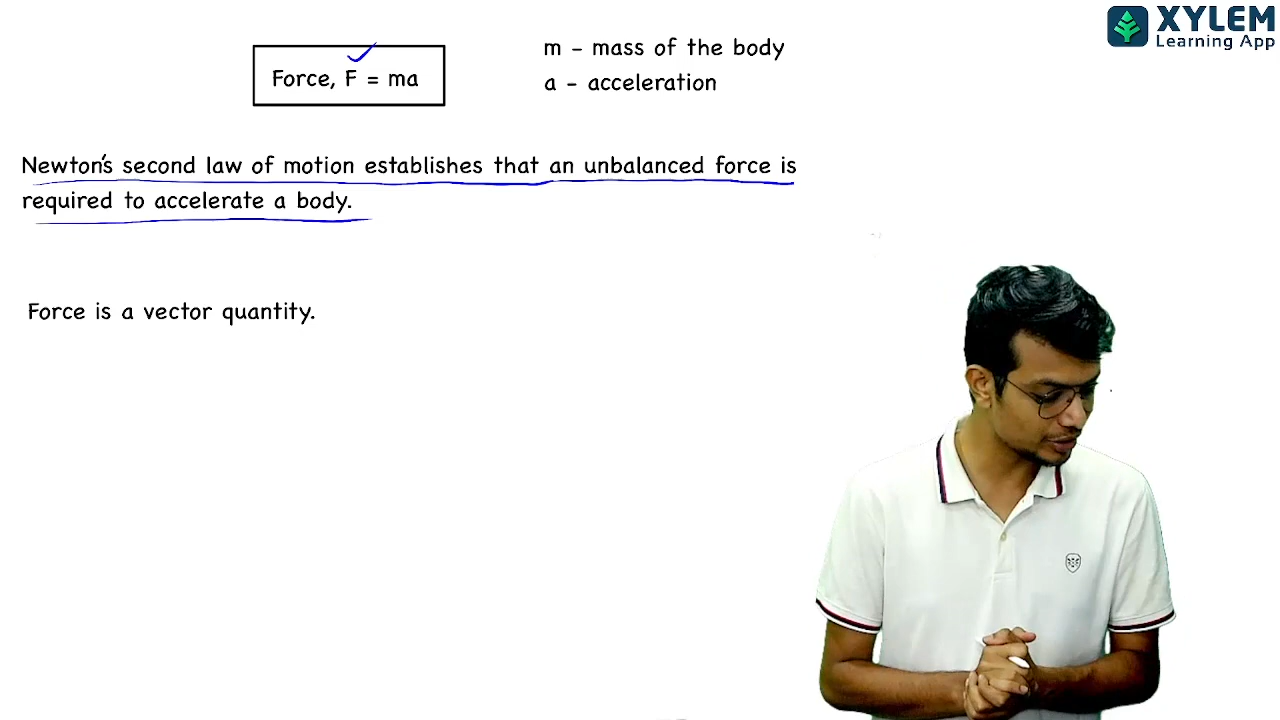 XYLEM
Learning App
Force, F = ma
m – mass of the body
a – acceleration
Newton's second law of motion establishes that an unbalanced force is
required to accelerate a body.
Force is a vector quantity.